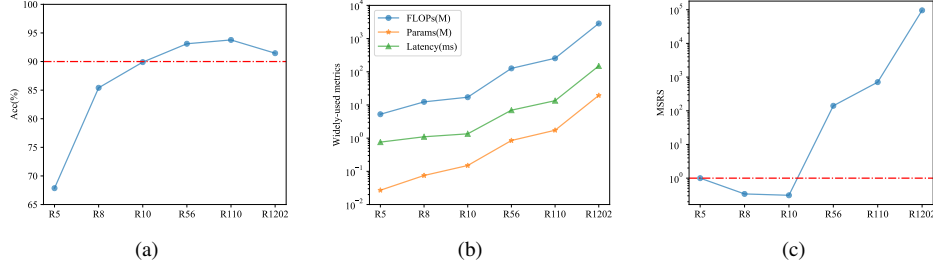 100
95
90
85
80
75
70
65
Acc(%)
R5 R8 R10 R56 R110 R1202
(a)
FLOPs(M)
Params(M)
Latency(ms)
10^4
10^3
10^2
10^1
10^0
10^-1
10^-2
Widely-used metrics
R5 R8 R10 R56 R110 R1202
(b)
10^5
10^4
10^3
10^2
10^1
10^0
MSRS
R5 R8 R10 R56 R110 R1202
(c)